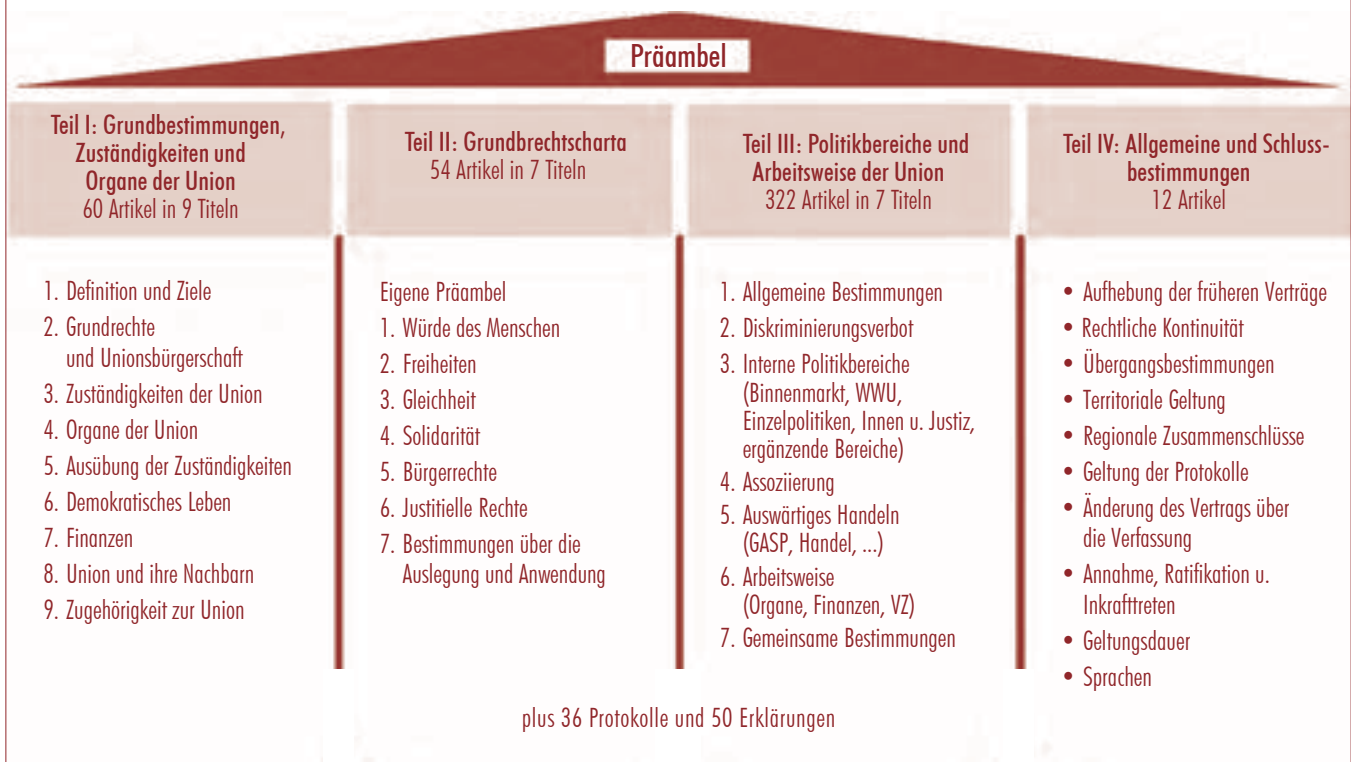 Präambel
Teil I: Grundbestimmungen,
Zuständigkeiten und
Organe der Union
60 Artikel in 9 Titeln
1. Definition und Ziele
2. Grundrechte
und Unionsbürgerschaft
3. Zuständigkeiten der Union
4. Organe der Union
5. Ausübung der Zuständigkeiten
6. Demokratisches Leben
7. Finanzen
8. Union und ihre Nachbarn
9. Zugehörigkeit zur Union
Teil II: Grundbrechtscharta
54 Artikel in 7 Titeln
Eigene Präambel
1. Würde des Menschen
2. Freiheiten
3. Gleichheit
4. Solidarität
5. Bürgerrechte
6. Justitielle Rechte
7. Bestimmungen über die
Auslegung und Anwendung
Teil III: Politikbereiche und
Arbeitsweise der Union
322 Artikel in 7 Titeln
1. Allgemeine Bestimmungen
2. Diskriminierungsverbot
3. Interne Politikbereiche
(Binnenmarkt, WWU,
Einzelpolitiken, Innen u. Justiz,
ergänzende Bereiche)
4. Assoziierung
5. Auswärtiges Handeln
(GASP, Handel, ...)
6. Arbeitsweise
(Organe, Finanzen, VZ)
7. Gemeinsame Bestimmungen
Teil IV: Allgemeine und Schluss-
bestimmungen
12 Artikel
• Aufhebung der früheren Verträge
• Rechtliche Kontinuität
• Übergangsbestimmungen
• Territoriale Geltung
• Regionale Zusammenschlüsse
• Geltung der Protokolle
• Änderung des Vertrags über
die Verfassung
• Annahme, Ratifikation u.
Inkrafttreten
• Geltungsdauer
• Sprachen
plus 36 Protokolle und 50 Erklärungen